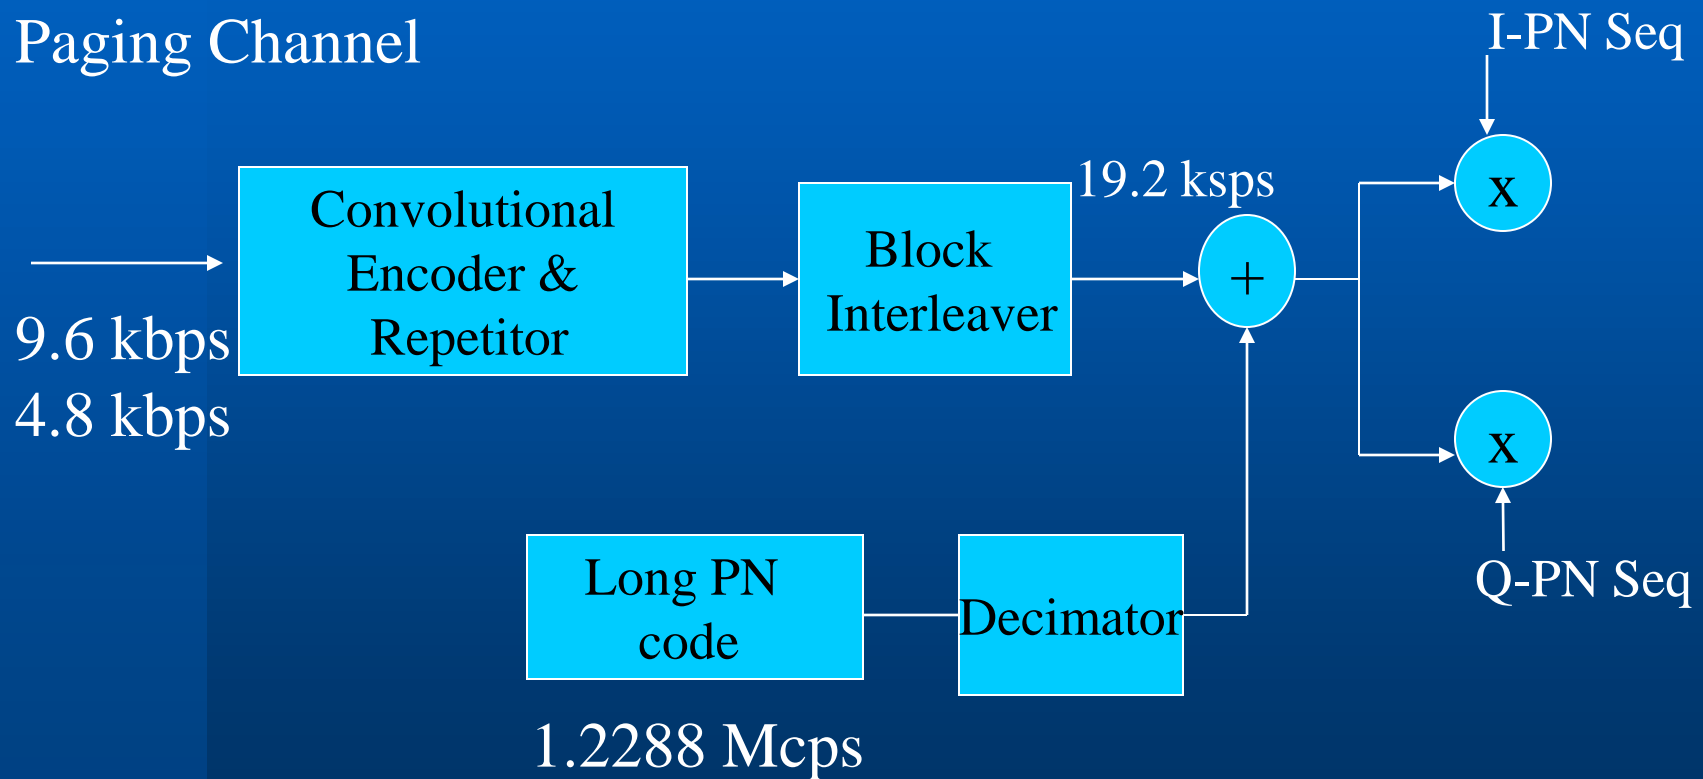 Paging Channel
I-PN Seq
Convolutional
Encoder &
Repetitor
Block
Interleaver
19.2 ksps
+
x
x
9.6 kbps
4.8 kbps
Long PN
code
Decimator
Q-PN Seq
1.2288 Mcps